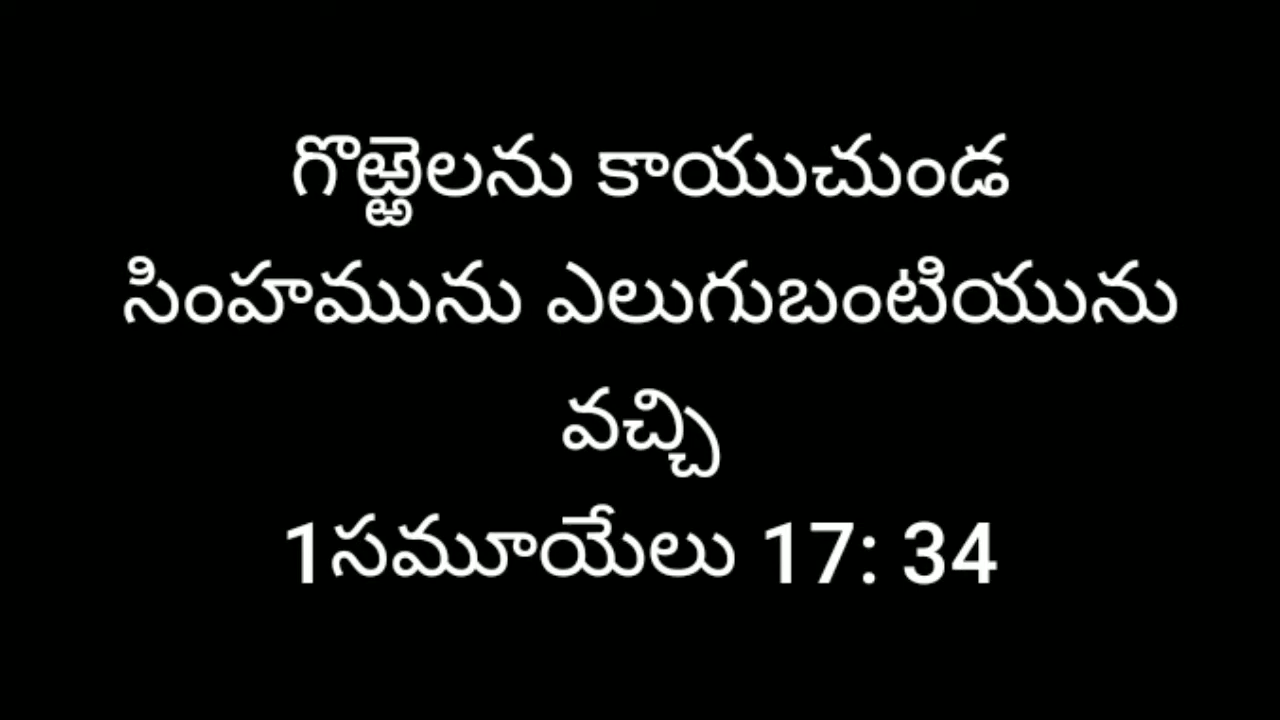 గొఱ్ఱెలను కాయుచుండ
సింహమును ఎలుగుబంటియును
వచ్చి
1సమూయేలు 17: 34